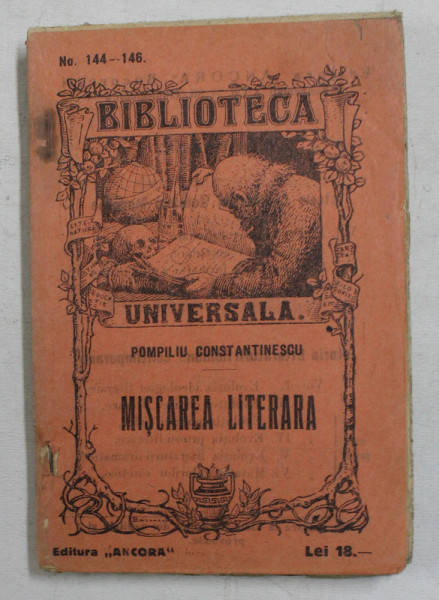 No. 144—146.
BIBLIOTECA
UNIVERSALA.
POMPILIU CONSTANTINESCU
MIȘCAREA LITERARA
Editura „ANCORA“
Lei 18.—